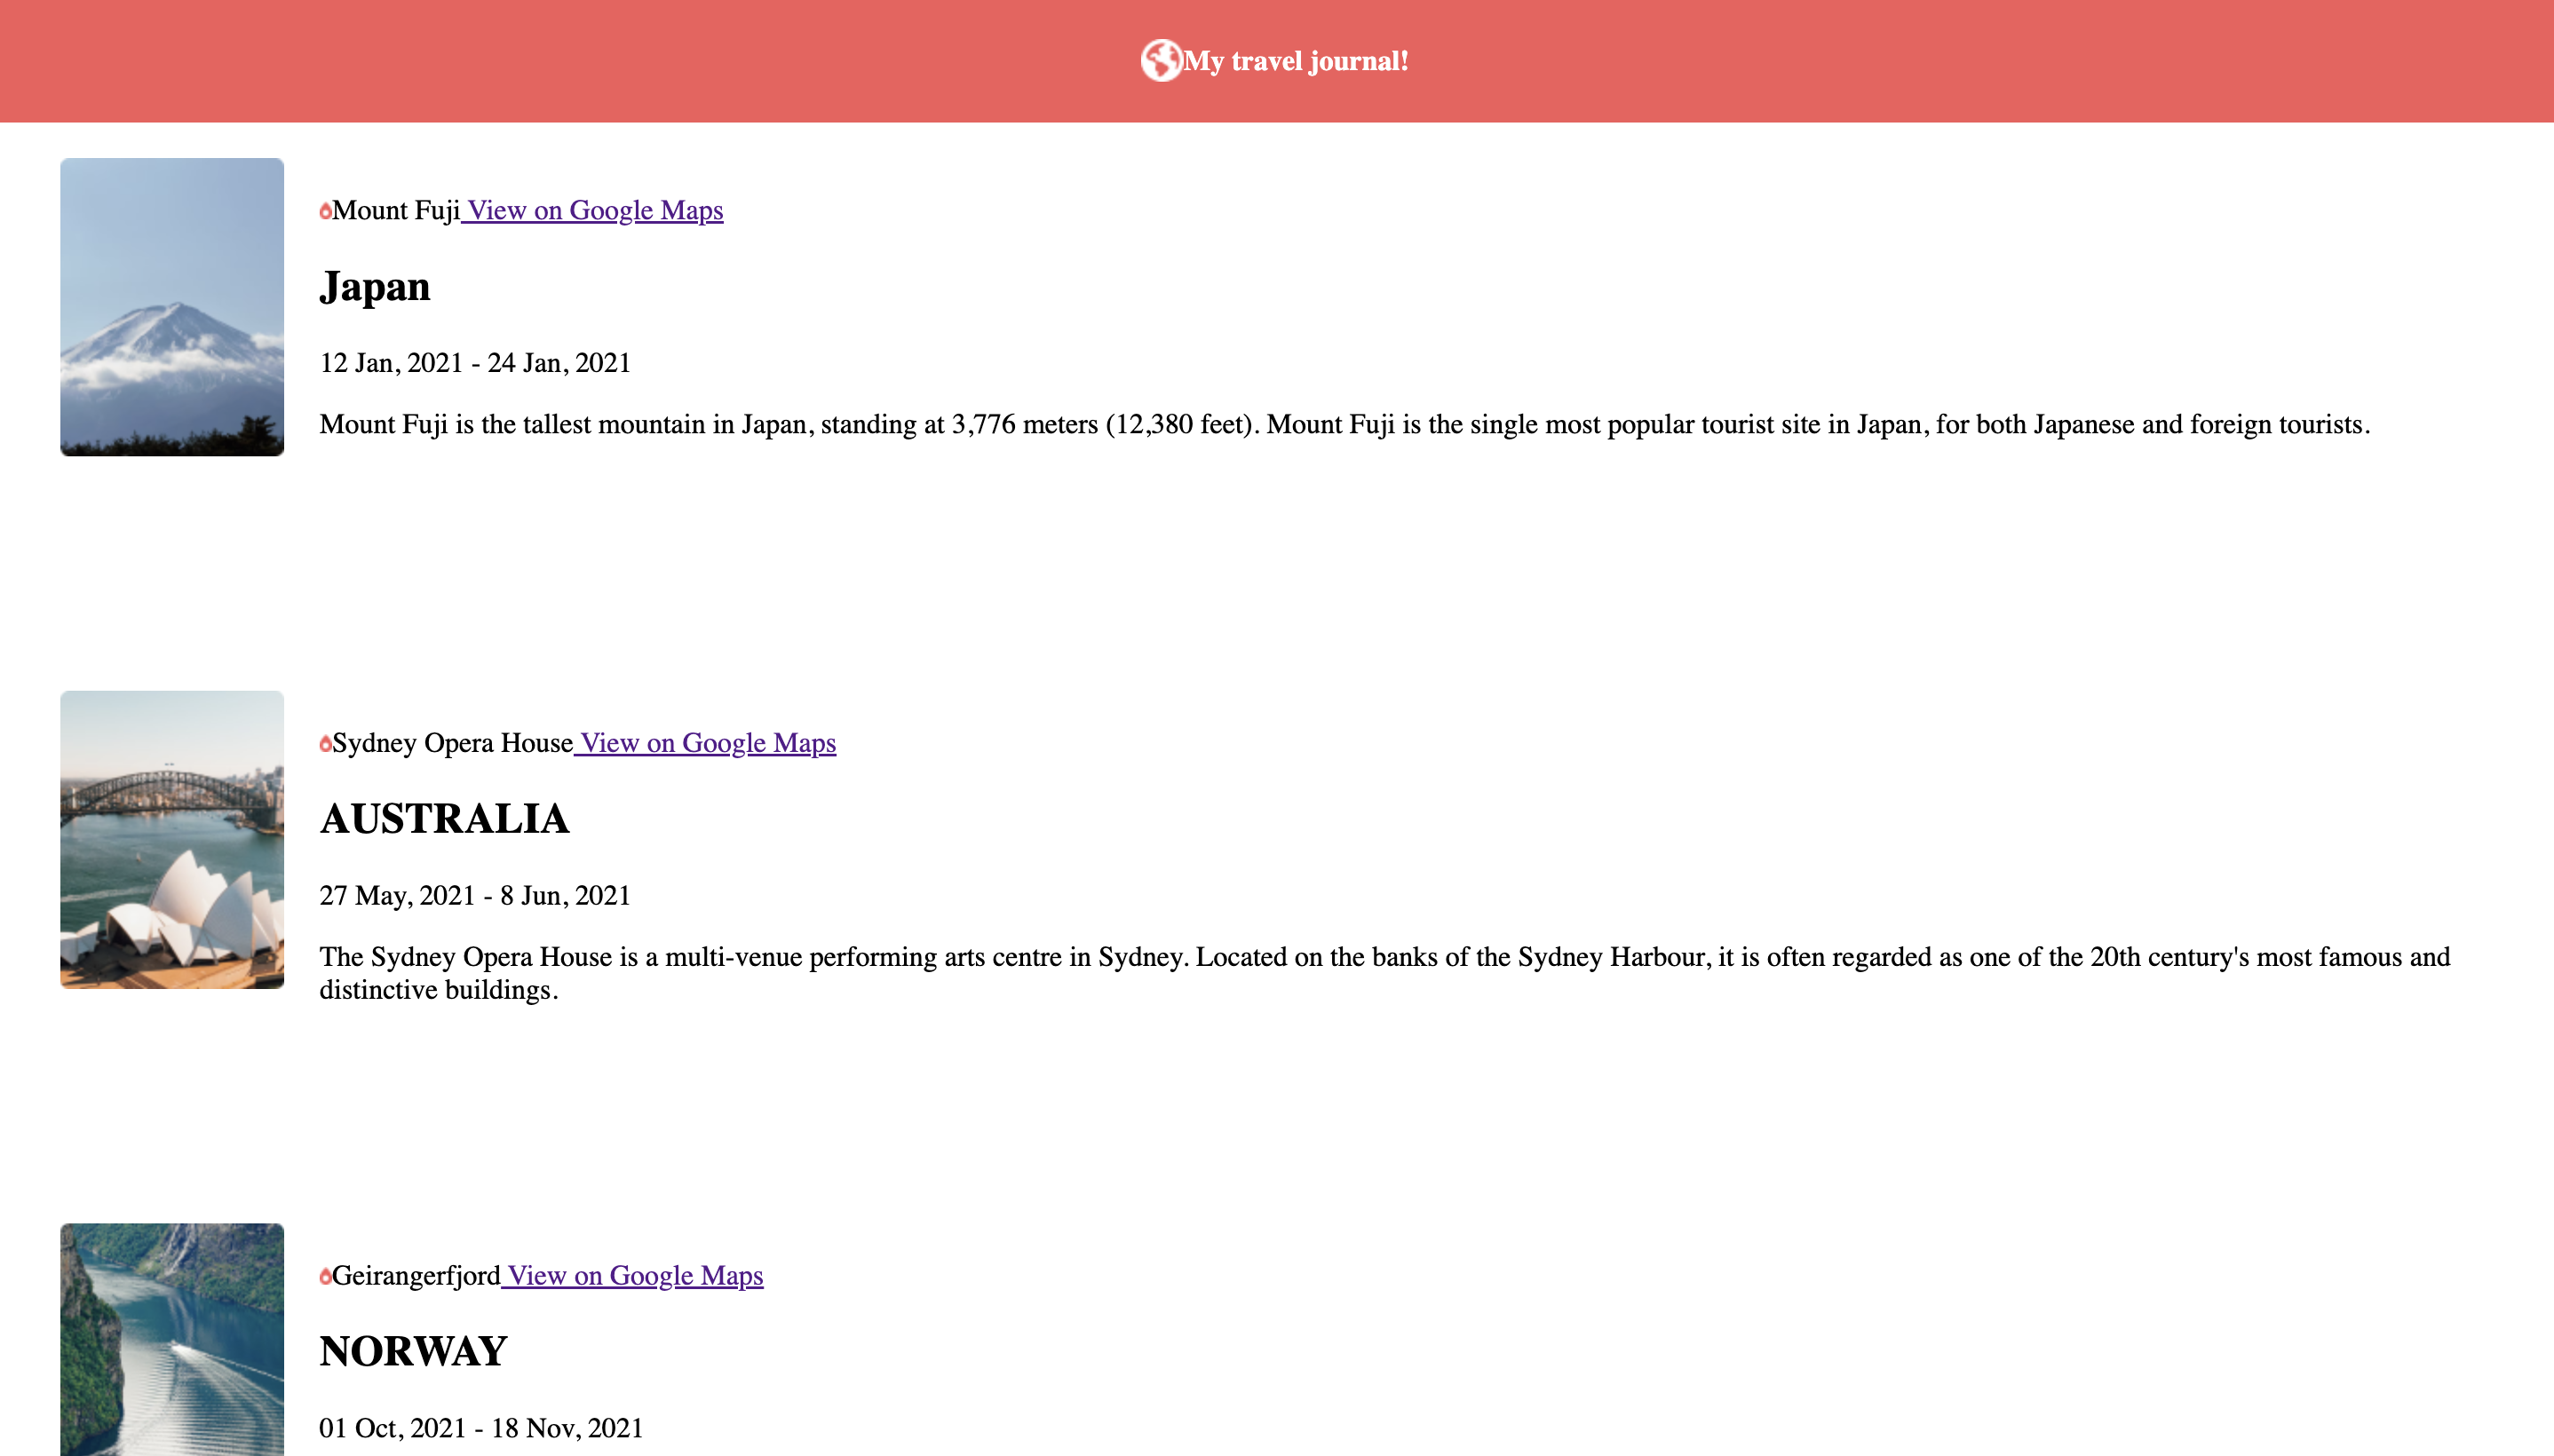 My travel journal!
Mount Fuji View on Google Maps
Japan
12 Jan, 2021 - 24 Jan, 2021
Mount Fuji is the tallest mountain in Japan, standing at 3,776 meters (12,380 feet). Mount Fuji is the single most popular tourist site in Japan, for both Japanese and foreign tourists.
Sydney Opera House View on Google Maps
AUSTRALIA
27 May, 2021 - 8 Jun, 2021
The Sydney Opera House is a multi-venue performing arts centre in Sydney. Located on the banks of the Sydney Harbour, it is often regarded as one of the 20th century's most famous and
distinctive buildings.
Geirangerfjord View on Google Maps
NORWAY
01 Oct, 2021 - 18 Nov, 2021